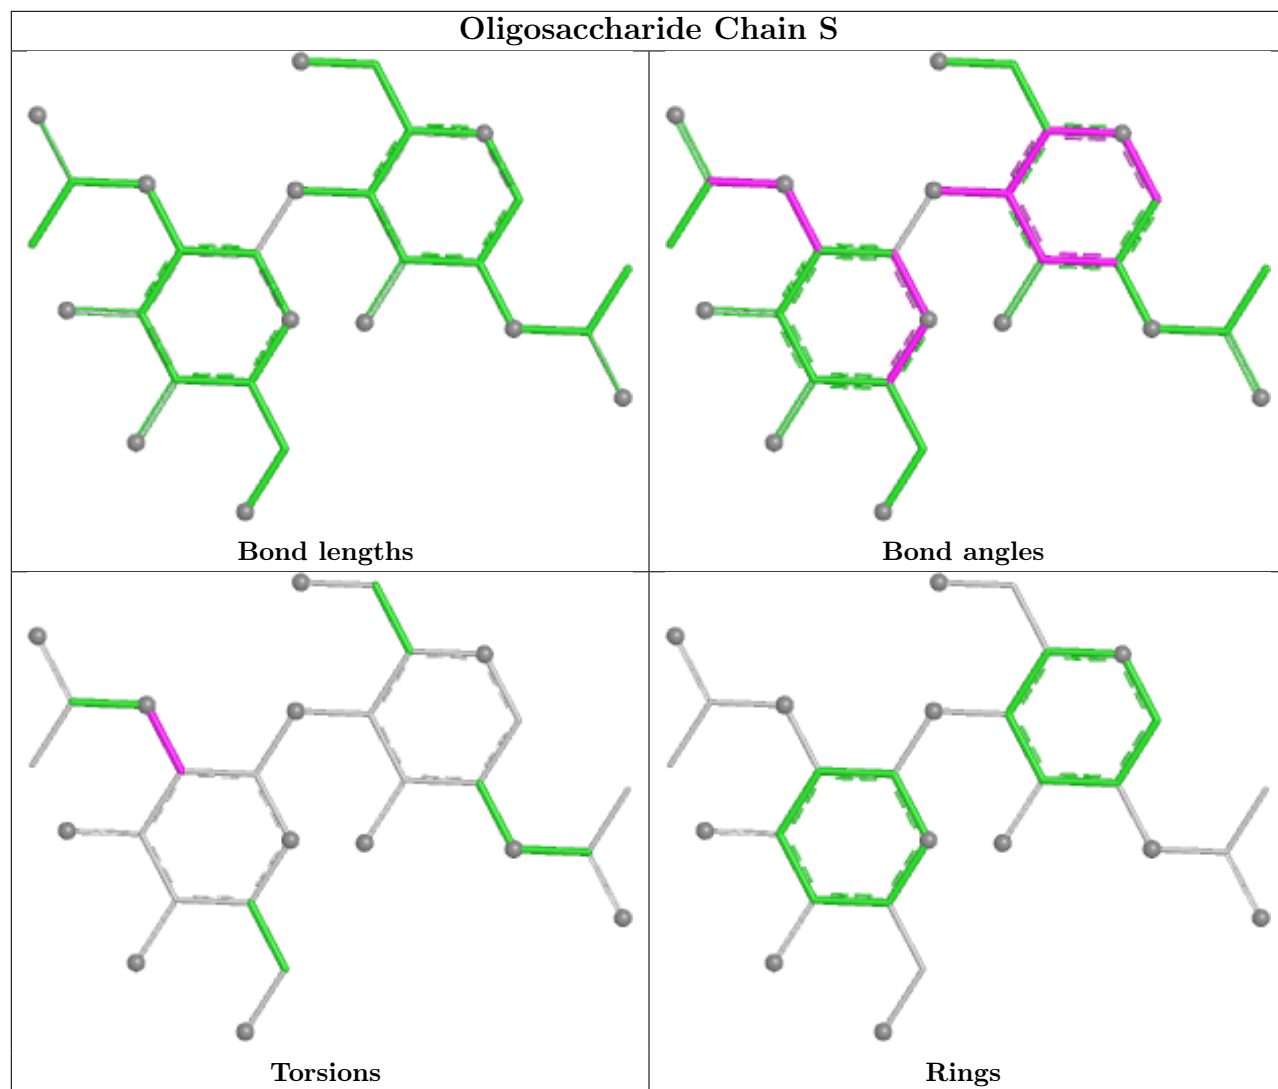 Oligosaccharide Chain S
Bond lengths
Bond angles
Torsions
Rings